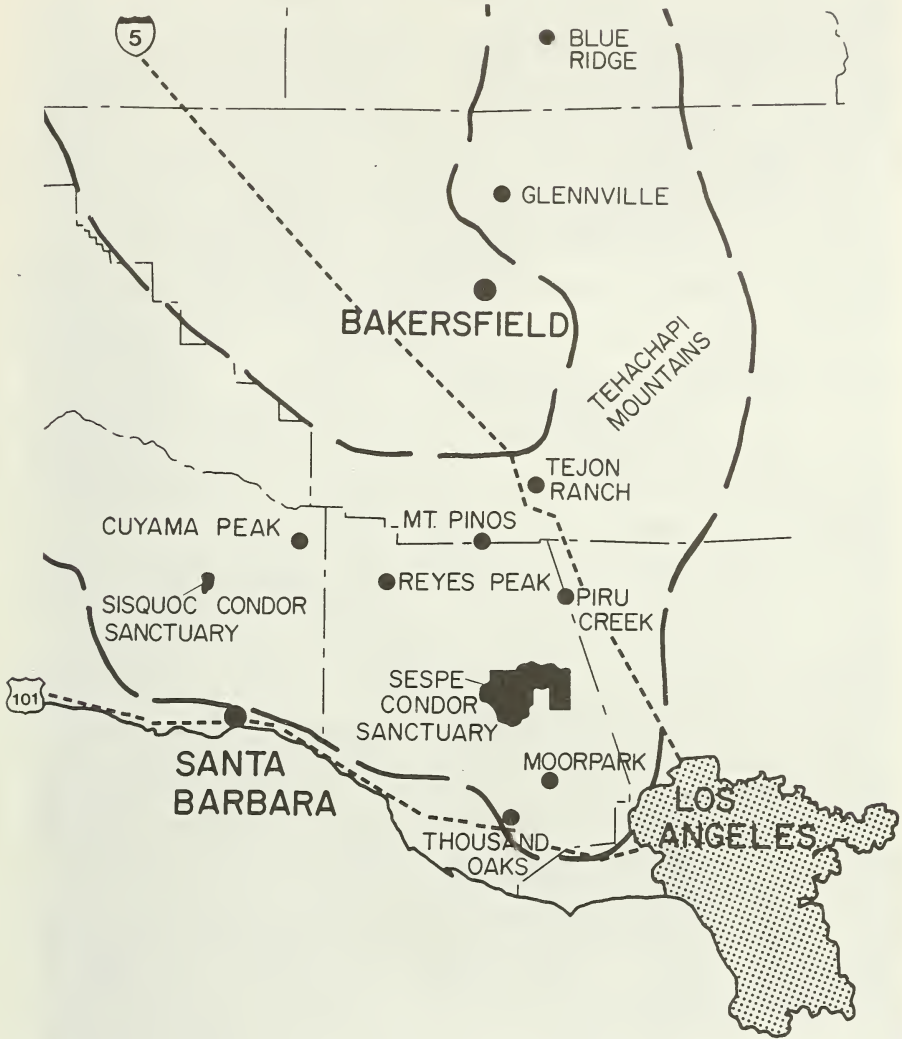 5
BLUE
RIDGE
GLENNVILLE
BAKERSFIELD
TEHACHAPI
MOUNTAINS
TEJON
RANCH
MT. PINOS
CUYAMA PEAK
REYES PEAK
PIRU
CREEK
SISQUOC CONDOR
SANCTUARY
SESPE
CONDOR
SANCTUARY
101
SANTA
BARBARA
MOORPARK
LOS
ANGELES
THOUSAND
OAKS